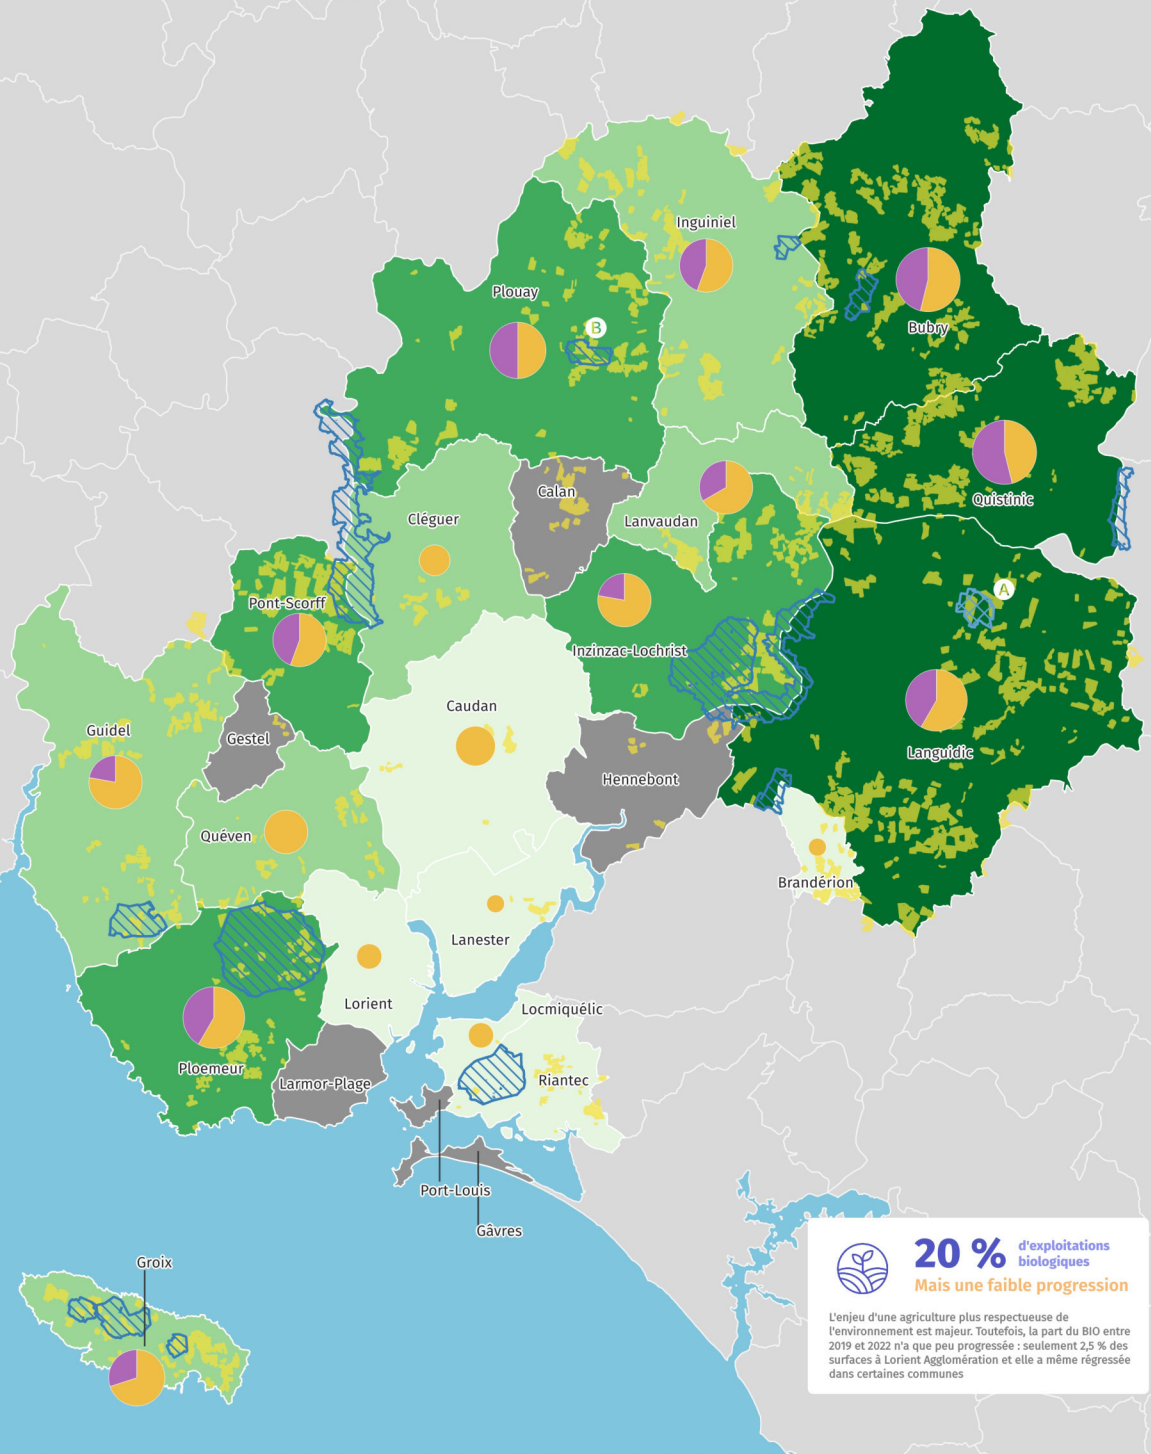 Inguiniel
Plouay
B
Bubry
Quistinic
Calan
Cléguer
Lanvaudan
A
Pont-Scorff
Inzinzac-Lochrist
Caudan
Guidel
Gestel
Languidic
Hennebont
Quéven
Brandérion
Lanester
Lorient
Locmiquélic
Ploemeur
Larmor-Plage
Riantec
Port-Louis
Gâvres
Groix
20 %
d'exploitations
biologiques
Mais une faible progression
L'enjeu d'une agriculture plus respectueuse de
l'environnement est majeur. Toutefois, la part du BIO entre
2019 et 2022 n'a que peu progressée : seulement 2,5 % des
surfaces à Lorient Agglomération et elle a même régressée
dans certaines communes